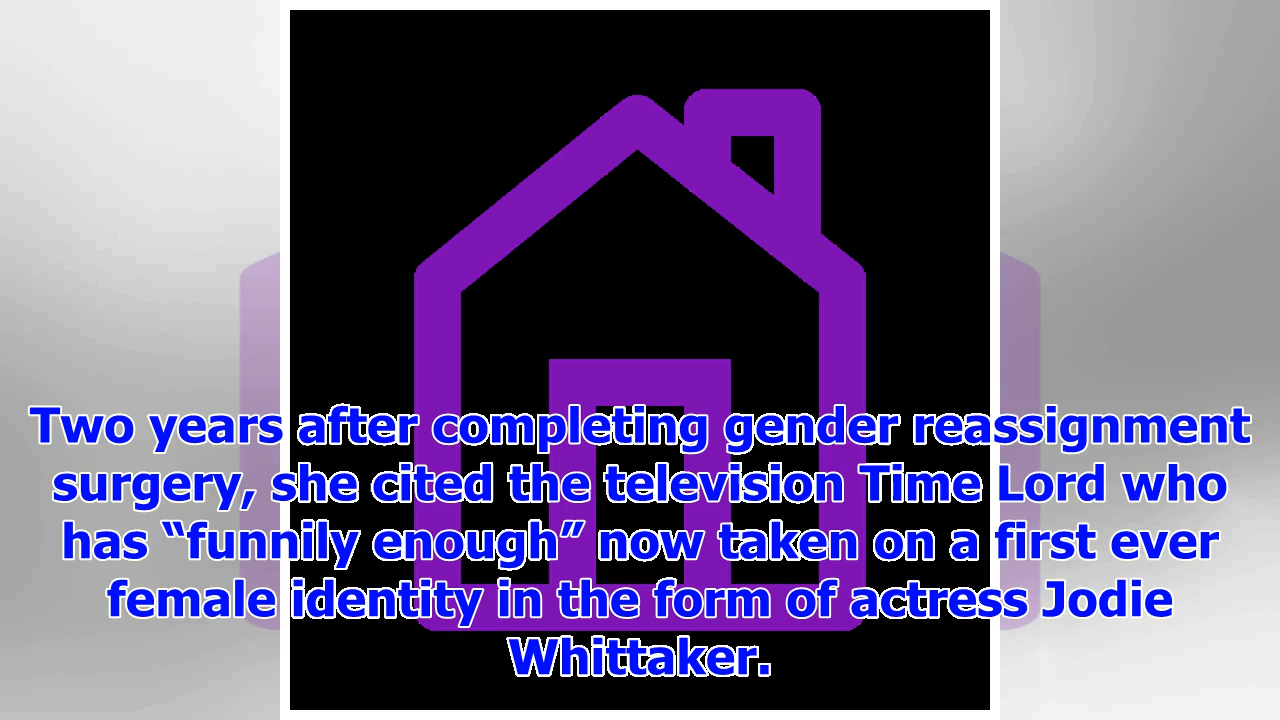 Two years after completing gender reassignment
surgery, she cited the television Time Lord who
has “funnily enough” now taken on a first ever
female identity in the form of actress Jodie
Whittaker.